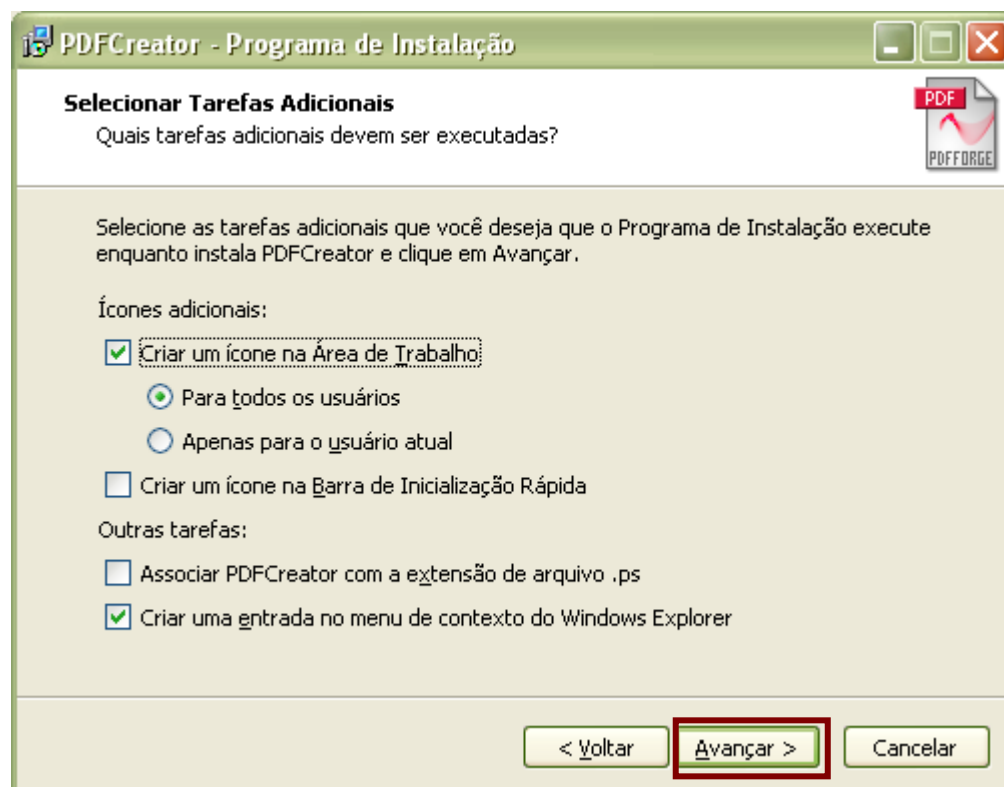 PDFCreator - Programa de Instalação
Selecionar Tarefas Adicionais
Quais tarefas adicionais devem ser executadas?
PDF
PDFFORGE
Selecione as tarefas adicionais que você deseja que o Programa de Instalação execute
enquanto instala PDFCreator e clique em Avançar.
Ícones adicionais:
Criar um ícone na Área de Trabalho
Para todos os usuários
Apenas para o usuário atual
Criar um ícone na Barra de Inicialização Rápida
Outras tarefas:
Associar PDFCreator com a extensão de arquivo .ps
Criar uma entrada no menu de contexto do Windows Explorer
< Voltar
Avançar >
Cancelar